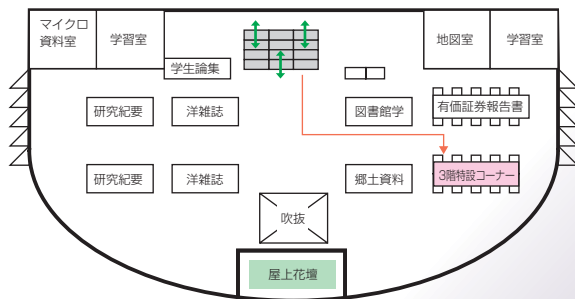 マイクロ
資料室
学習室
地図室
学習室
学生論集
研究紀要
洋雑誌
図書館学
有価証券報告書
研究紀要
洋雑誌
郷土資料
3階特設コーナー
吹抜
屋上花壇